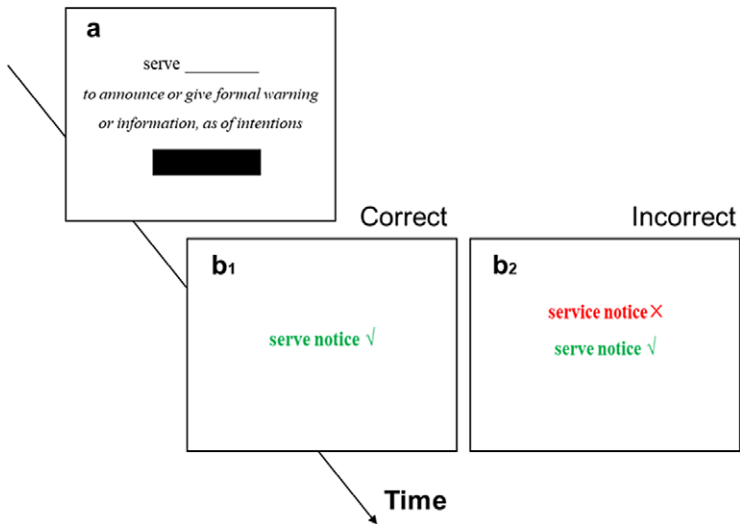 a
serve ________
to announce or give formal warning
or information, as of intentions
Correct
Incorrect
b1
serve notice √
b2
service notice ×
serve notice √
Time